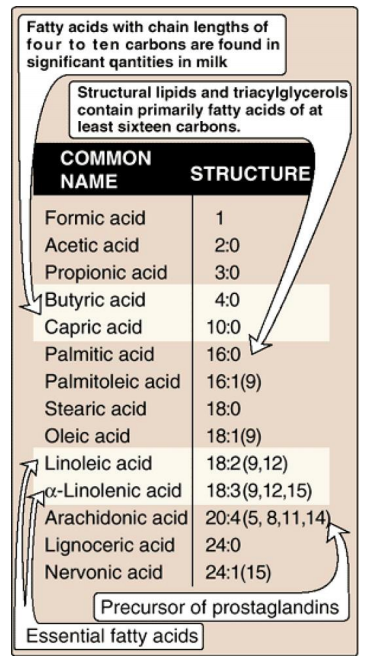 Fatty acids with chain lengths of
four to ten carbons are found in
significant qantities in milk
Structural lipids and triacylglycerols
contain primarily fatty acids of at
least sixteen carbons.
COMMON
NAME
STRUCTURE
Formic acid 1
Acetic acid 2:0
Propionic acid 3:0
Butyric acid 4:0
Capric acid 10:0
Palmitic acid 16:0
Palmitoleic acid 16:1(9)
Stearic acid 18:0
Oleic acid 18:1(9)
Linoleic acid 18:2(9,12)
α-Linolenic acid 18:3(9,12,15)
Arachidonic acid 20:4(5, 8,11,14)
Lignoceric acid 24:0
Nervonic acid 24:1(15)
Precursor of prostaglandins
Essential fatty acids